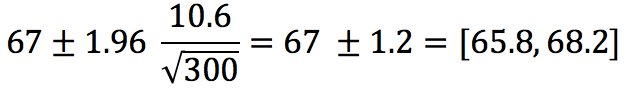 67 ± 1.96 10.6/√300 = 67 ± 1.2 = [65.8, 68.2]